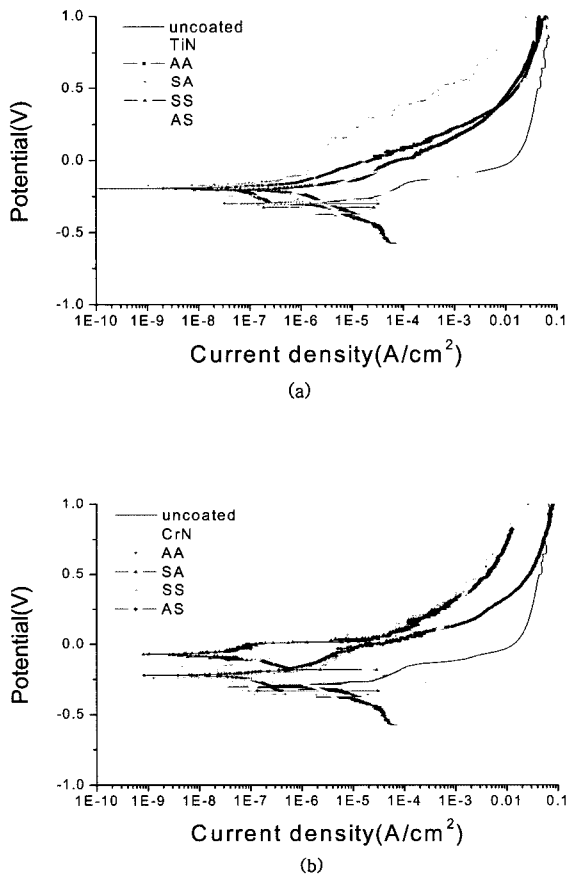 uncoated
TiN
AA
SA
SS
AS
1.0
0.5
0.0
-0.5
-1.0
Potential(V)
1E-10 1E-9 1E-8 1E-7 1E-6 1E-5 1E-4 1E-3 0.01 0.1
Current density(A/cm²)
(a)
uncoated
CrN
AA
SA
SS
AS
1.0
0.5
0.0
-0.5
-1.0
Potential(V)
1E-10 1E-9 1E-8 1E-7 1E-6 1E-5 1E-4 1E-3 0.01 0.1
Current density(A/cm²)
(b)